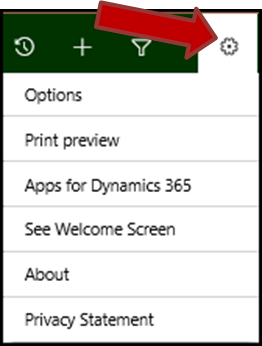 Options
Print preview
Apps for Dynamics 365
See Welcome Screen
About
Privacy Statement